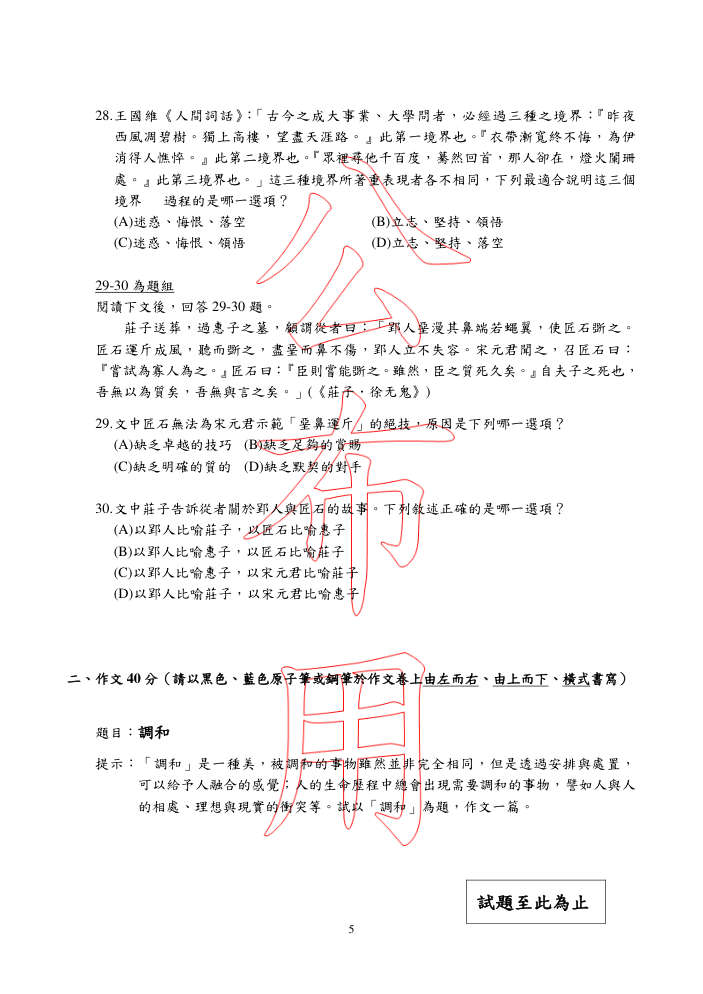 28.王國維《人間詞話》：「古今之成大事業、大學問者，必經過三種之境界：『昨夜
西風凋碧樹。獨上高樓，望盡天涯路。』此第一境界也。『衣帶漸寬終不悔，為伊
消得人憔悴。』此第二境界也。『眾裡尋他千百度，驀然回首，那人卻在，燈火闌珊
處。』此第三境界也。」這三種境界所著重表現者各不相同，下列最適合說明這三個
境界 過程的是哪一選項？
(A)迷惑、悔恨、落空 (B)立志、堅持、領悟
(C)迷惑、悔恨、領悟 (D)立志、堅持、落空
29-30 為題組
閱讀下文後，回答 29-30 題。
莊子送葬，過惠子之墓，顧謂從者曰：「郢人堊漫其鼻端若蠅翼，使匠石斲之。
匠石運斤成風，聽而斲之，盡堊而鼻不傷，郢人立不失容。宋元君聞之，召匠石曰：
『嘗試為寡人為之。』匠石曰：『臣則嘗能斲之。雖然，臣之質死久矣。』自夫子之死也，
吾無以為質矣，吾無與言之矣。」(《莊子．徐无鬼》)
29.文中匠石無法為宋元君示範「堊鼻運斤」的絕技，原因是下列哪一選項？
(A)缺乏卓越的技巧 (B)缺乏足夠的賞賜
(C)缺乏明確的質的 (D)缺乏默契的對手
30.文中莊子告訴從者關於郢人與匠石的故事。下列敘述正確的是哪一選項？
(A)以郢人比喻莊子，以匠石比喻惠子
(B)以郢人比喻惠子，以匠石比喻莊子
(C)以郢人比喻惠子，以宋元君比喻莊子
(D)以郢人比喻莊子，以宋元君比喻惠子
二、作文 40 分（請以黑色、藍色原子筆或鋼筆於作文卷上由左而右、由上而下、橫式書寫）
題目：調和
提示：「調和」是一種美，被調和的事物雖然並非完全相同，但是透過安排與處置，
可以給予人融合的感覺；人的生命歷程中總會出現需要調和的事物，譬如人與人
的相處、理想與現實的衝突等。試以「調和」為題，作文一篇。
試題至此為止
5
公布用